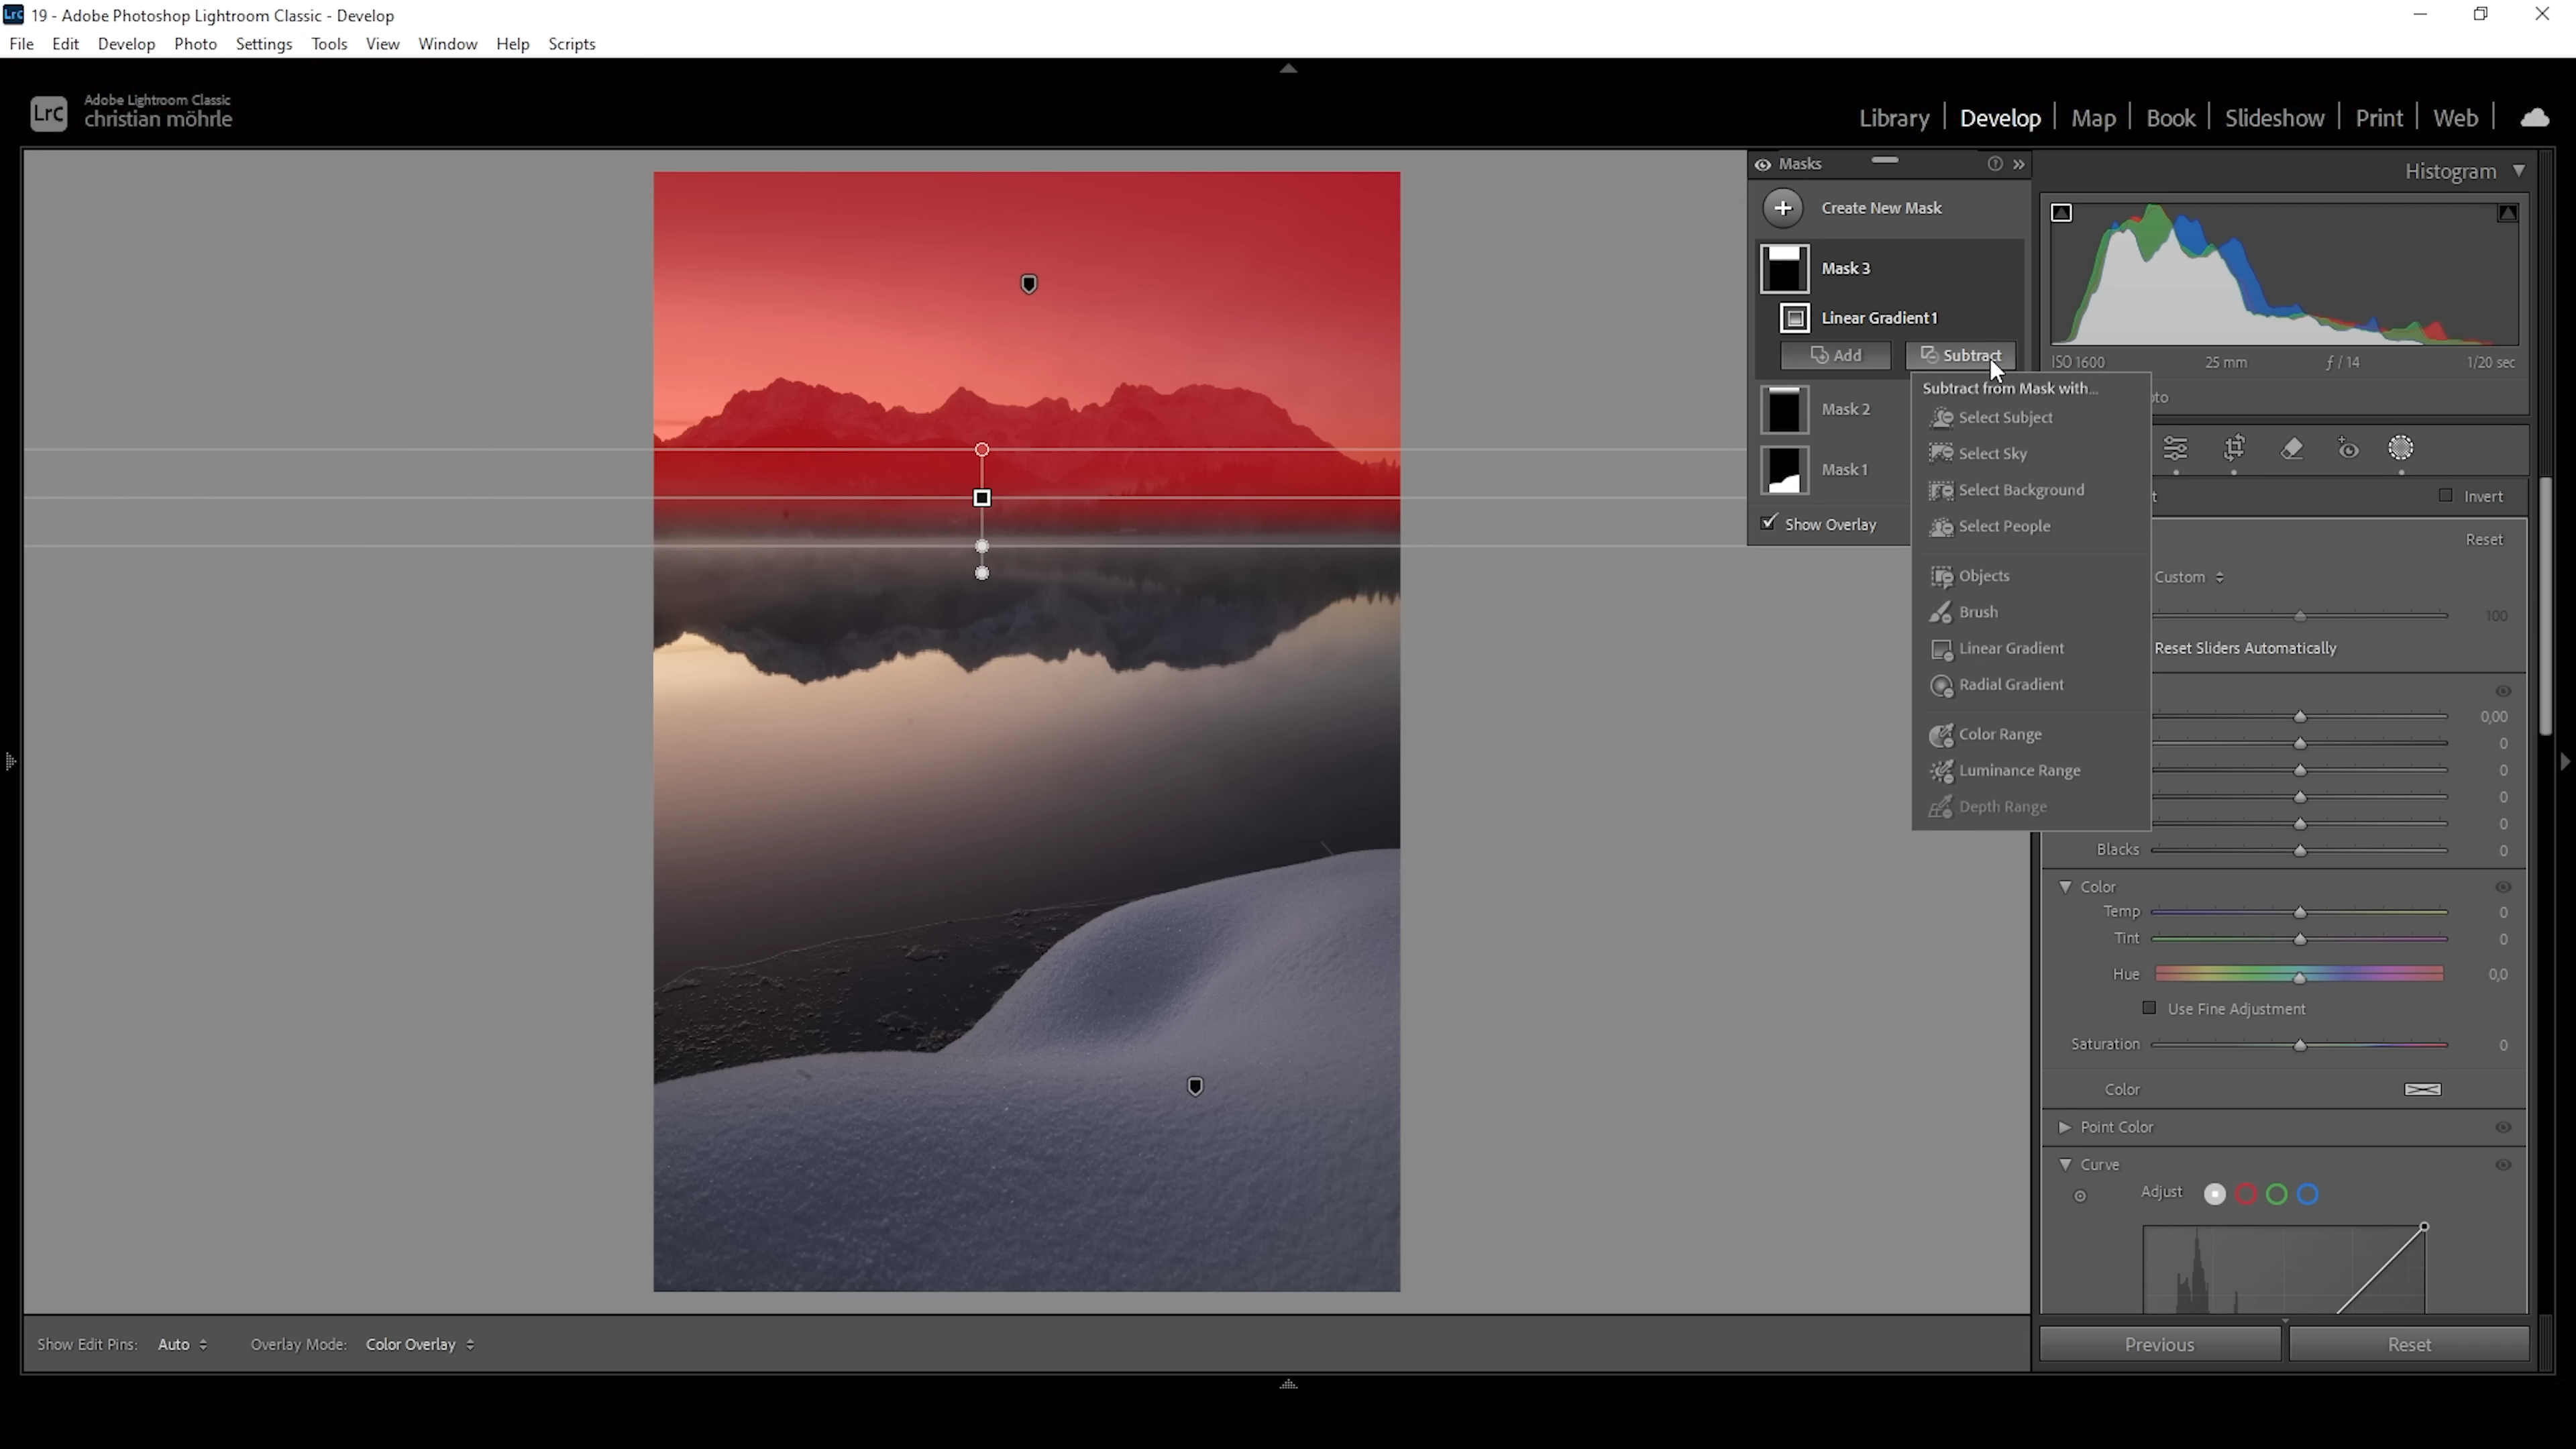 19 - Adobe Photoshop Lightroom Classic - Develop
File Edit Develop Photo Settings Tools View Window Help Scripts
Lrc Adobe Lightroom Classic
christian möhrle
Library | Develop | Map | Book | Slideshow | Print | Web |
Masks
Create New Mask
Mask 3
Linear Gradient 1
Add Subtract
Mask 2
Mask 1
Show Overlay
Subtract from Mask with...
Select Subject
Select Sky
Select Background
Select People
Objects
Brush
Linear Gradient
Radial Gradient
Color Range
Luminance Range
Depth Range
Histogram
ISO 1600 25 mm ƒ / 14 1/20 sec
oto
t Invert
Reset
Custom
100
Reset Sliders Automatically
0,00
0
0
0
0
Blacks 0
Color
Temp 0
Tint 0
Hue 0,0
Use Fine Adjustment
Saturation 0
Color
Point Color
Curve
Adjust
Show Edit Pins: Auto Overlay Mode: Color Overlay
Previous Reset